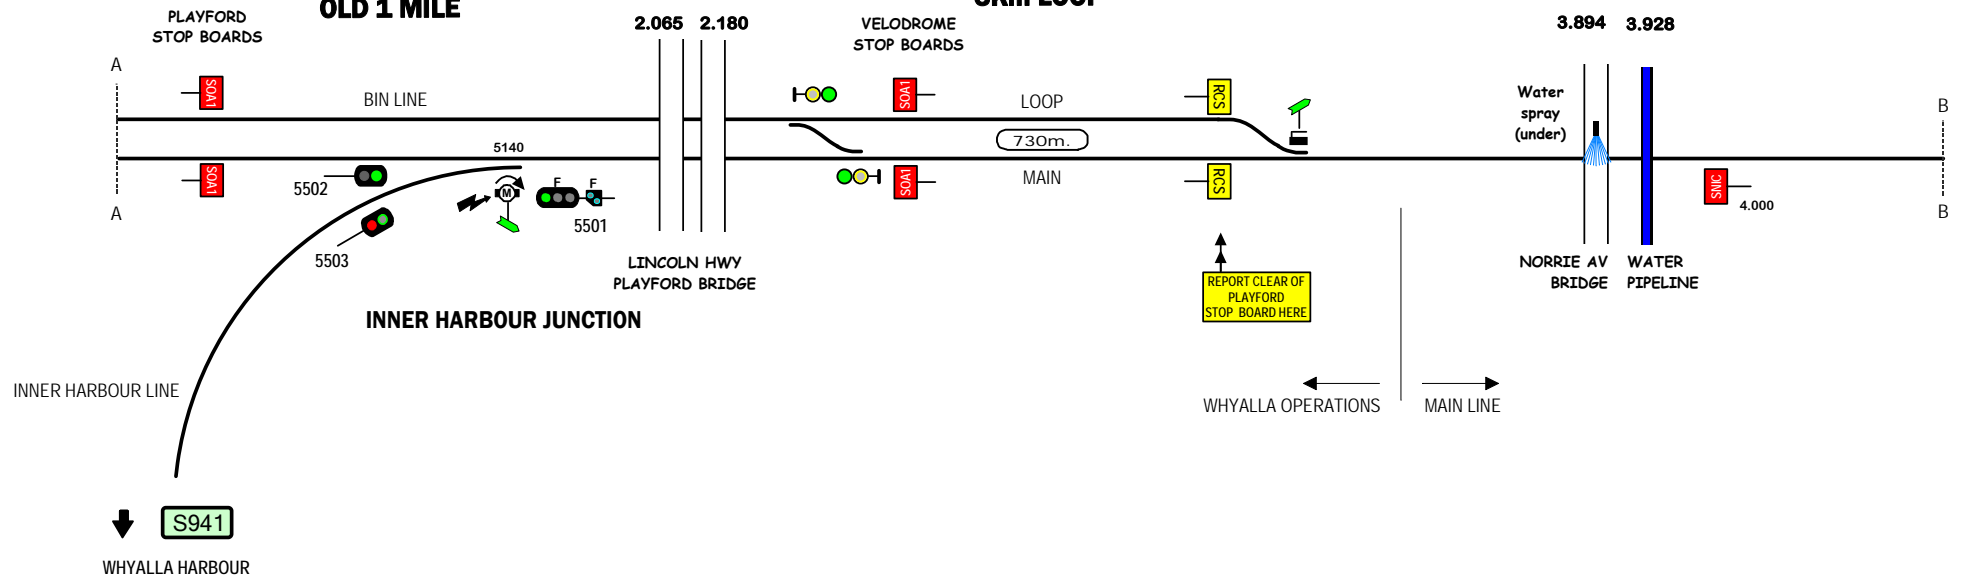 OLD 1 MILE
PLAYFORD
STOP BOARDS
2.065 2.180
VELODROME
STOP BOARDS
3.894 3.928
A
SOA1
BIN LINE
SOA1
LOOP
RCS
Water
spray
(under)
B
730m.
5140
SOA1
5502
F F
M
5501
SOA1
MAIN
RCS
SNIC
4.000
A
B
5503
LINCOLN HWY
PLAYFORD BRIDGE
NORRIE AV
BRIDGE
WATER
PIPELINE
REPORT CLEAR OF
PLAYFORD
STOP BOARD HERE
INNER HARBOUR JUNCTION
INNER HARBOUR LINE
WHYALLA OPERATIONS
MAIN LINE
S941
WHYALLA HARBOUR